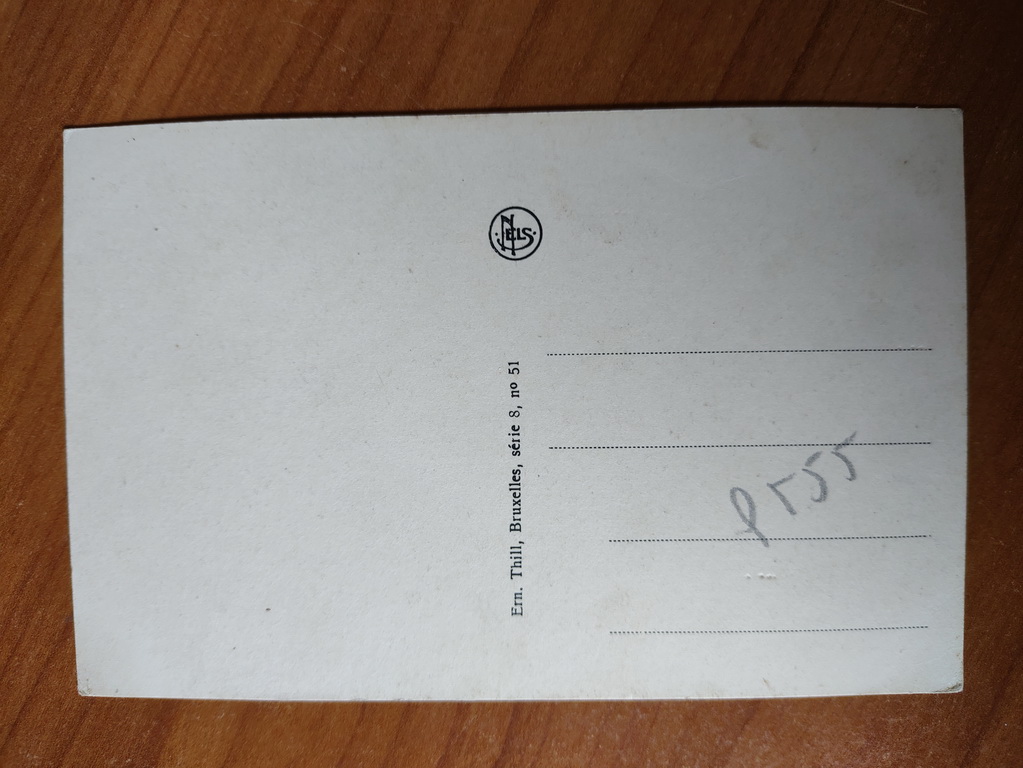 NELS
Ern. Thill, Bruxelles, série 8, nº 51